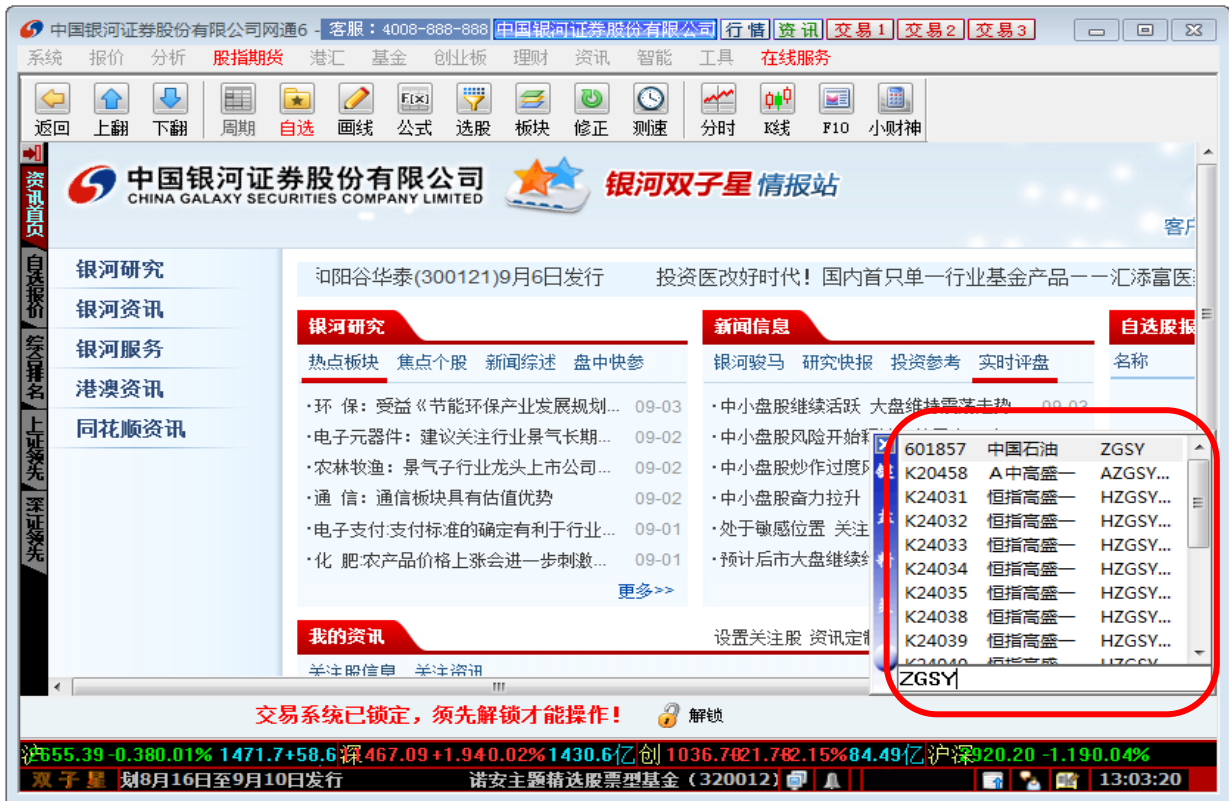 中国银河证券股份有限公司网通6 - 客服：4008-888-888 中国银河证券股份有限公司 行情 资讯 交易1 交易2 交易3
系统 报价 分析 股指期货 港汇 基金 创业板 理财 资讯 智能 工具 在线服务
F(x)
返回 上翻 下翻 周期 自选 画线 公式 选股 板块 修正 测速 分时 K线 F10 小财神
资讯首页
自选报价
综合排名
上证领先
深证领先
中国银河证券股份有限公司
CHINA GALAXY SECURITIES COMPANY LIMITED
银河双子星 情报站
客户
银河研究
银河资讯
银河服务
港澳资讯
同花顺资讯
阳谷华泰(300121)9月6日发行 投资医改好时代！国内首只单一行业基金产品——汇添富医
银河研究
热点板块 焦点个股 新闻综述 盘中快参
·环 保：受益《节能环保产业发展规划... 09-03
·电子元器件：建议关注行业景气长期... 09-02
·农林牧渔：景气子行业龙头上市公司... 09-02
·通 信：通信板块具有估值优势 09-02
·电子支付:支付标准的确定有利于行业... 09-01
·化 肥:农产品价格上涨会进一步刺激... 09-01
更多>>
新闻信息
银河骏马 研究快报 投资参考 实时评盘
·中小盘股继续活跃 大盘维持震荡走势 09-03
·中小盘股风险开始
·中小盘股炒作过度
·中小盘股奋力拉升
·处于敏感位置 关注
·预计后市大盘继续
自选股报
名称
我的资讯
设置关注股 资讯定制
关注股信息 关注资讯
键盘精灵
601857 中国石油 ZGSY
K20458 A中高盛一 AZGSY...
K24031 恒指高盛一 HZGSY...
K24032 恒指高盛一 HZGSY...
K24033 恒指高盛一 HZGSY...
K24034 恒指高盛一 HZGSY...
K24035 恒指高盛一 HZGSY...
K24038 恒指高盛一 HZGSY...
K24039 恒指高盛一 HZGSY...
K24040 恒指高盛 HZGSY
ZGSY
交易系统已锁定，须先解锁才能操作！ 解锁
沪 655.39 -0.38 0.01% 1471.7 +58.6 深 467.09 +1.94 0.02% 1430.6亿 创 1036.7 2.15% 84.49亿 沪深 920.20 -1.19 0.04%
双子星 划8月16日至9月10日发行 诺安主题精选股票型基金（320012） 13:03:20